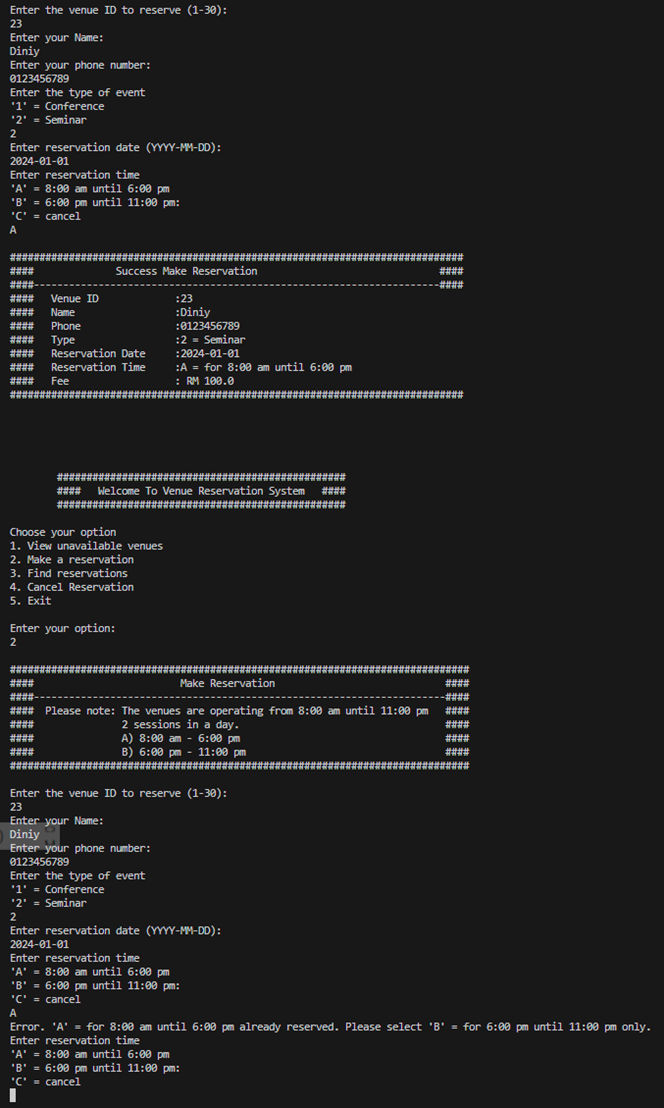 Enter the venue ID to reserve (1-30):
23
Enter your Name:
Diniy
Enter your phone number:
0123456789
Enter the type of event
'1' = Conference
'2' = Seminar
2
Enter reservation date (YYYY-MM-DD):
2024-01-01
Enter reservation time
'A' = 8:00 am until 6:00 pm
'B' = 6:00 pm until 11:00 pm:
'C' = cancel
A
#############################################################################
#### Success Make Reservation ####
####---------------------------------------------------------------------####
#### Venue ID :23
#### Name :Diniy
#### Phone :0123456789
#### Type :2 = Seminar
#### Reservation Date :2024-01-01
#### Reservation Time :A = for 8:00 am until 6:00 pm
#### Fee : RM 100.0
#############################################################################
#################################################
#### Welcome To Venue Reservation System ####
#################################################
Choose your option
1. View unavailable venues
2. Make a reservation
3. Find reservations
4. Cancel Reservation
5. Exit
Enter your option:
2
##############################################################################
#### Make Reservation ####
####----------------------------------------------------------------------####
#### Please note: The venues are operating from 8:00 am until 11:00 pm ####
#### 2 sessions in a day. ####
#### A) 8:00 am - 6:00 pm ####
#### B) 6:00 pm - 11:00 pm ####
##############################################################################
Enter the venue ID to reserve (1-30):
23
Enter your Name:
Diniy
Enter your phone number:
0123456789
Enter the type of event
'1' = Conference
'2' = Seminar
2
Enter reservation date (YYYY-MM-DD):
2024-01-01
Enter reservation time
'A' = 8:00 am until 6:00 pm
'B' = 6:00 pm until 11:00 pm:
'C' = cancel
A
Error. 'A' = for 8:00 am until 6:00 pm already reserved. Please select 'B' = for 6:00 pm until 11:00 pm only.
Enter reservation time
'A' = 8:00 am until 6:00 pm
'B' = 6:00 pm until 11:00 pm:
'C' = cancel